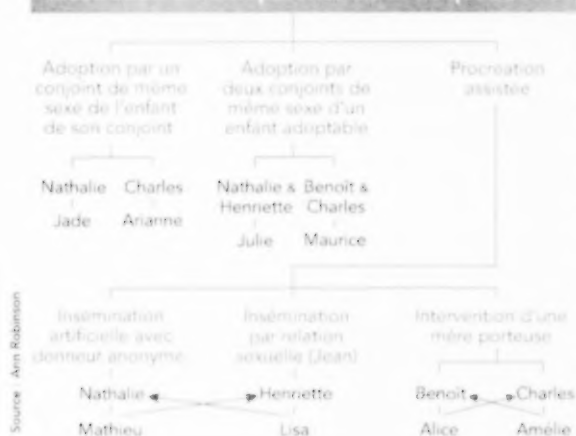 Adoption par un
conjoint de même
sexe de l'enfant
de son conjoint
Adoption par
deux conjoints de
même sexe d'un
enfant adoptable
Procréation
assistée
Nathalie Charles
Jade Arianne
Nathalie & Benoît &
Henriette Charles
Julie Maurice
Insémination
artificielle avec
donneur anonyme
Insémination
par relation
sexuelle (Jean)
Intervention d'une
mère porteuse
Nathalie Henriette Benoît Charles
Mathieu Lisa Alice Amélie
Source Ann Robinson